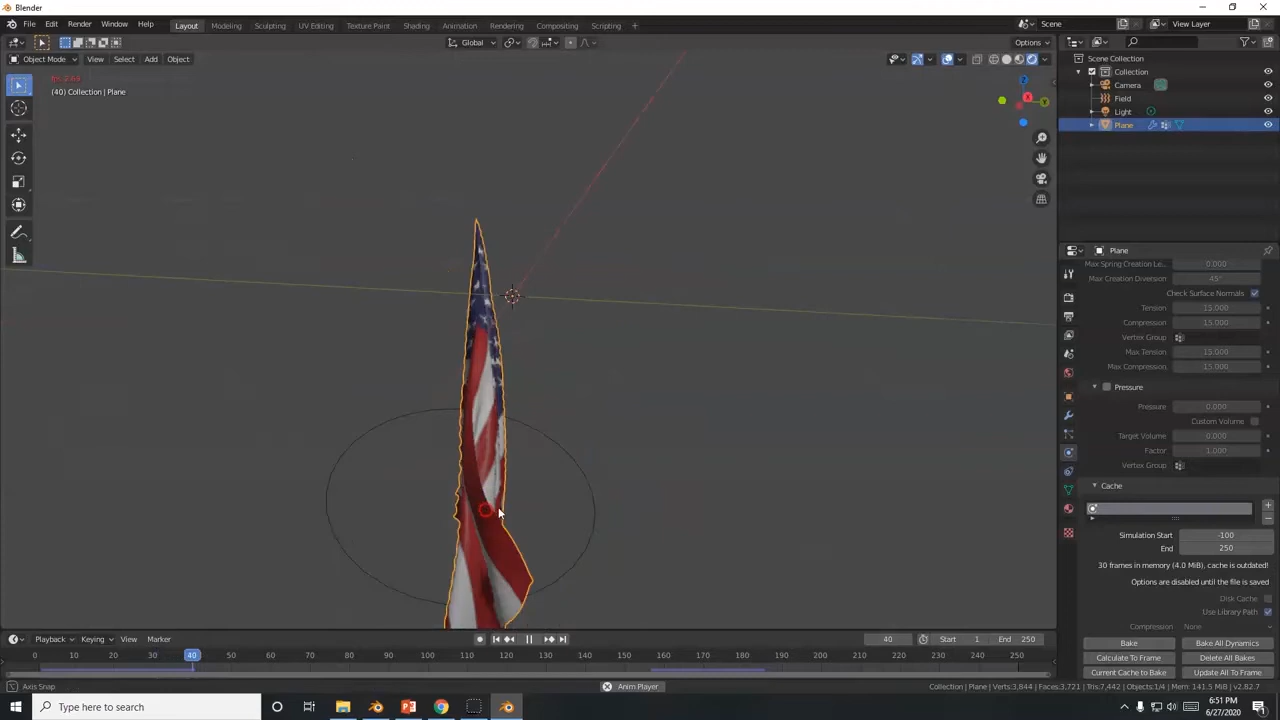 Blender
File Edit Render Window Help Layout Modeling Sculpting UV Editing Texture Paint Shading Animation Rendering Compositing Scripting + Scene View Layer
Global Options
Object Mode View Select Add Object
fps: 2.63
(40) Collection | Plane
Scene Collection
Collection
Camera
Field
Light
Plane
Plane
Max Spring Creation Le... 0.000
Max Creation Diversion 45°
Check Surface Normals
Tension 15.000
Compression 15.000
Vertex Group
Max Tension 15.000
Max Compression 15.000
Pressure
Pressure 0.000
Custom Volume
Target Volume 0.000
Factor 1.000
Vertex Group
Cache
Simulation Start -100
End 250
30 frames in memory (4.0 MiB), cache is outdated!
Options are disabled until the file is saved
Disk Cache
Use Library Path
Compression None
Bake Bake All Dynamics
Calculate To Frame Delete All Bakes
Current Cache to Bake Update All To Frame
Playback Keying View Marker 40 Start 1 End 250
0 10 20 30 40 50 60 70 80 90 100 110 120 130 140 150 160 170 180 190 200 210 220 230 240 250
Axis Snap Anim Player Collection | Plane | Verts:3,844 | Faces:3,721 | Tris:7,442 | Objects:1/4 | Mem: 141.5 MiB | v2.82.7
Type here to search
6:51 PM
6/27/2020